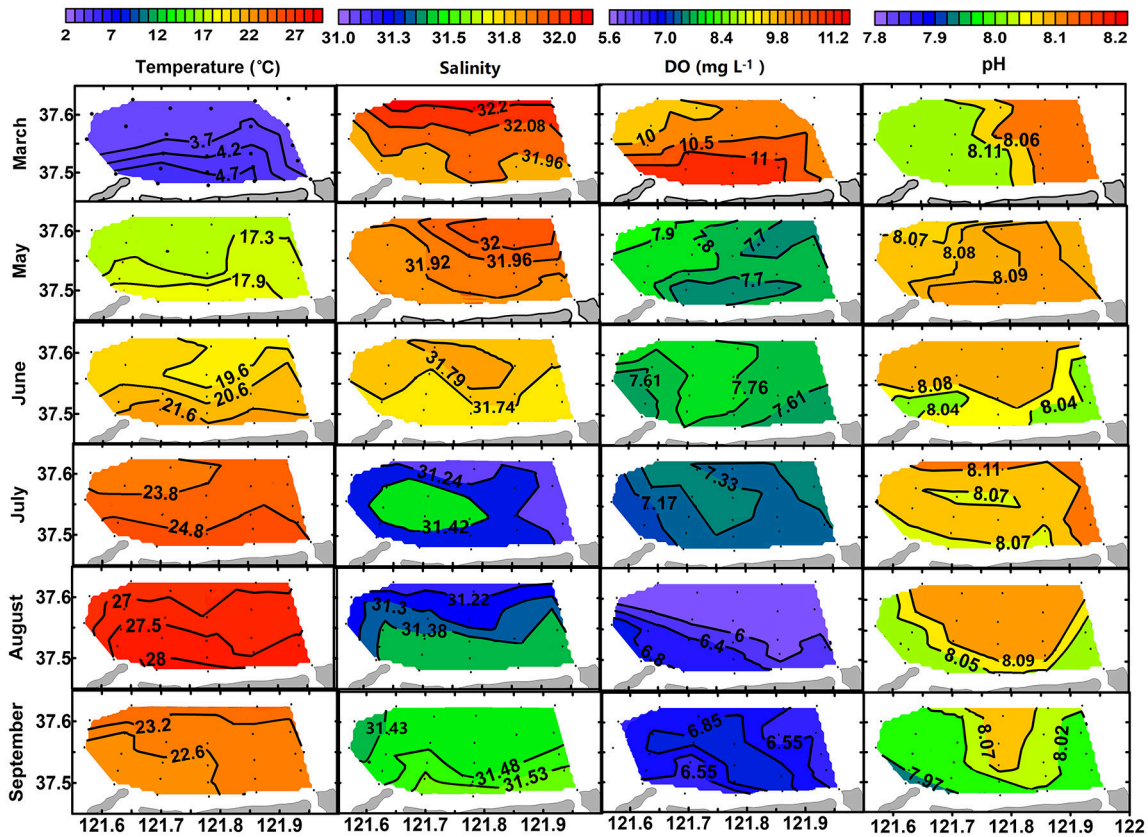 2 7 12 17 22 27 31.0 31.3 31.5 31.8 32.0 5.6 7.0 8.4 9.8 11.2 7.8 7.9 8.0 8.1 8.2
Temperature (°C) Salinity DO (mg L⁻¹) pH
March 37.6 37.5 3.7 4.2 4.7 32.2 32.08 31.96 10 10.5 11 8.06 8.11
May 37.6 37.5 17.3 17.9 32 31.96 31.92 7.9 7.8 7.7 7.7 8.07 8.08 8.09
June 37.6 37.5 19.6 20.6 21.6 31.79 31.74 7.61 7.76 7.61 8.08 8.04 8.04
July 37.6 37.5 23.8 24.8 31.24 31.42 7.33 7.17 8.11 8.07 8.07
August 37.6 37.5 27 27.5 28 31.22 31.3 31.38 6 6.4 6.8 8.05 8.09
September 37.6 37.5 23.2 22.6 31.43 31.48 31.53 6.85 6.55 6.55 8.07 8.02 7.97
121.6 121.7 121.8 121.9 121.6 121.7 121.8 121.9 121.6 121.7 121.8 121.9 121.6 121.7 121.8 121.9 122